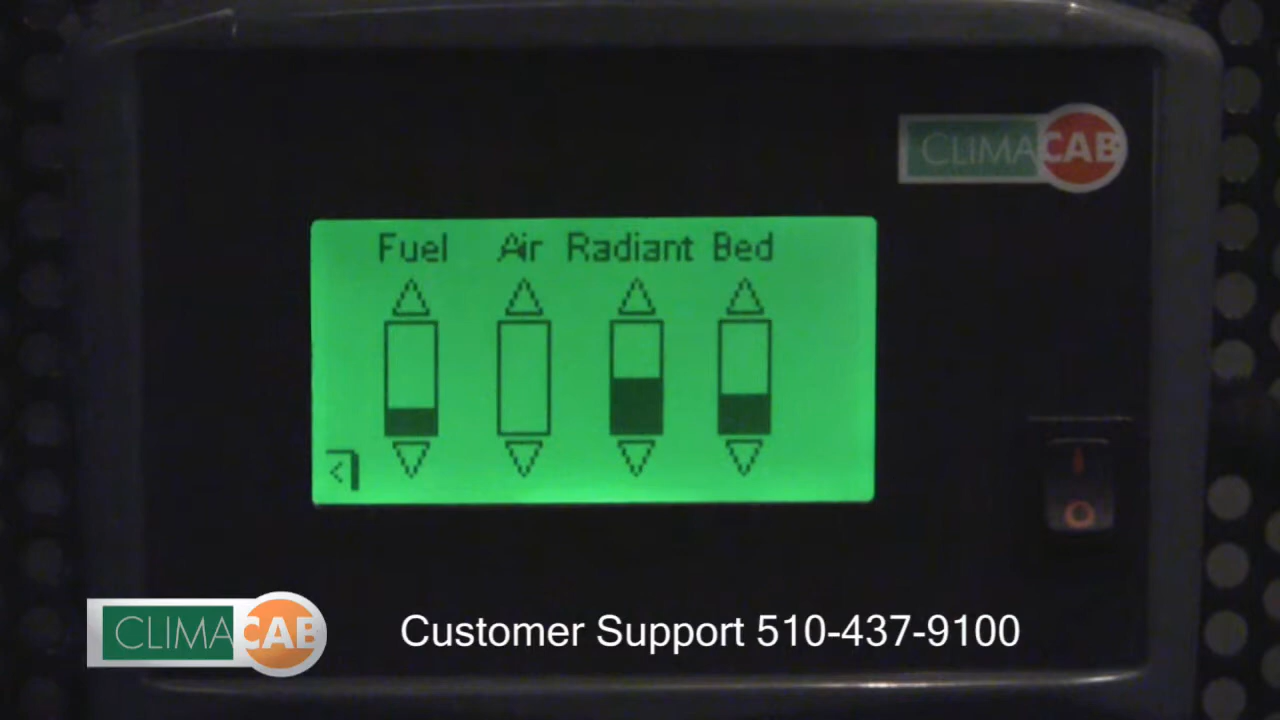 CLIMACAB
Fuel Air Radiant Bed
CLIMACAB
Customer Support 510-437-9100